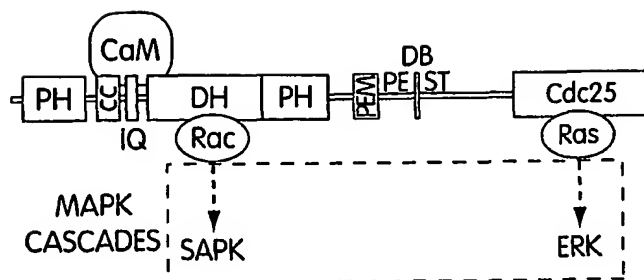 CaM
DB
PH CC DH PH PEM PE ST Cdc25
IQ Rac Ras
MAPK
CASCADES SAPK ERK